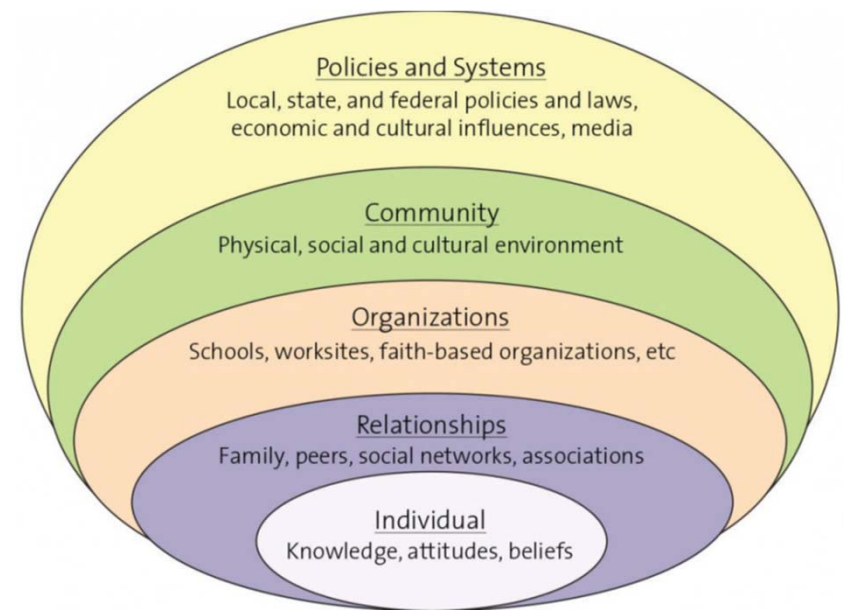 Policies and Systems
Local, state, and federal policies and laws,
economic and cultural influences, media
Community
Physical, social and cultural environment
Organizations
Schools, worksites, faith-based organizations, etc
Relationships
Family, peers, social networks, associations
Individual
Knowledge, attitudes, beliefs